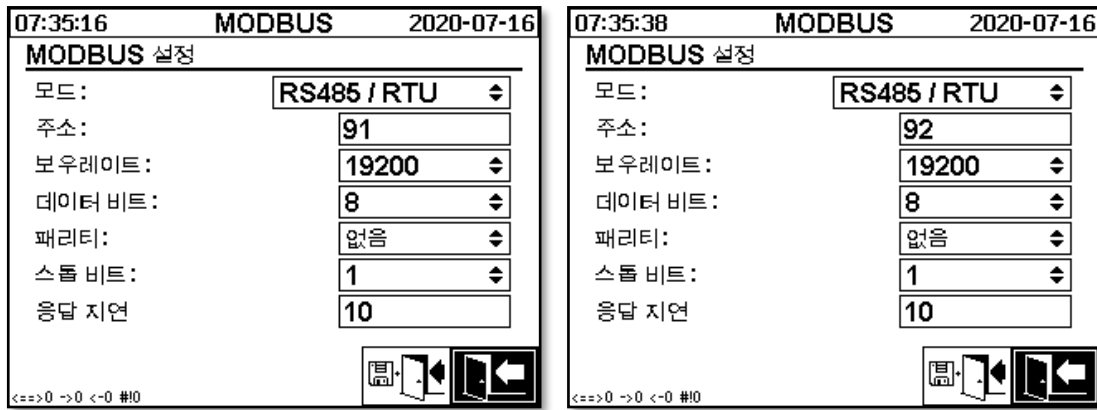 07:35:16 MODBUS 2020-07-16
MODBUS 설정
모드: RS485 / RTU
주소: 91
보우레이트: 19200
데이터 비트: 8
패리티: 없음
스톱 비트: 1
응답 지연 10
<==>0 ->0 <-0 #!0
07:35:38 MODBUS 2020-07-16
MODBUS 설정
모드: RS485 / RTU
주소: 92
보우레이트: 19200
데이터 비트: 8
패리티: 없음
스톱 비트: 1
응답 지연 10
<==>0 ->0 <-0 #!0